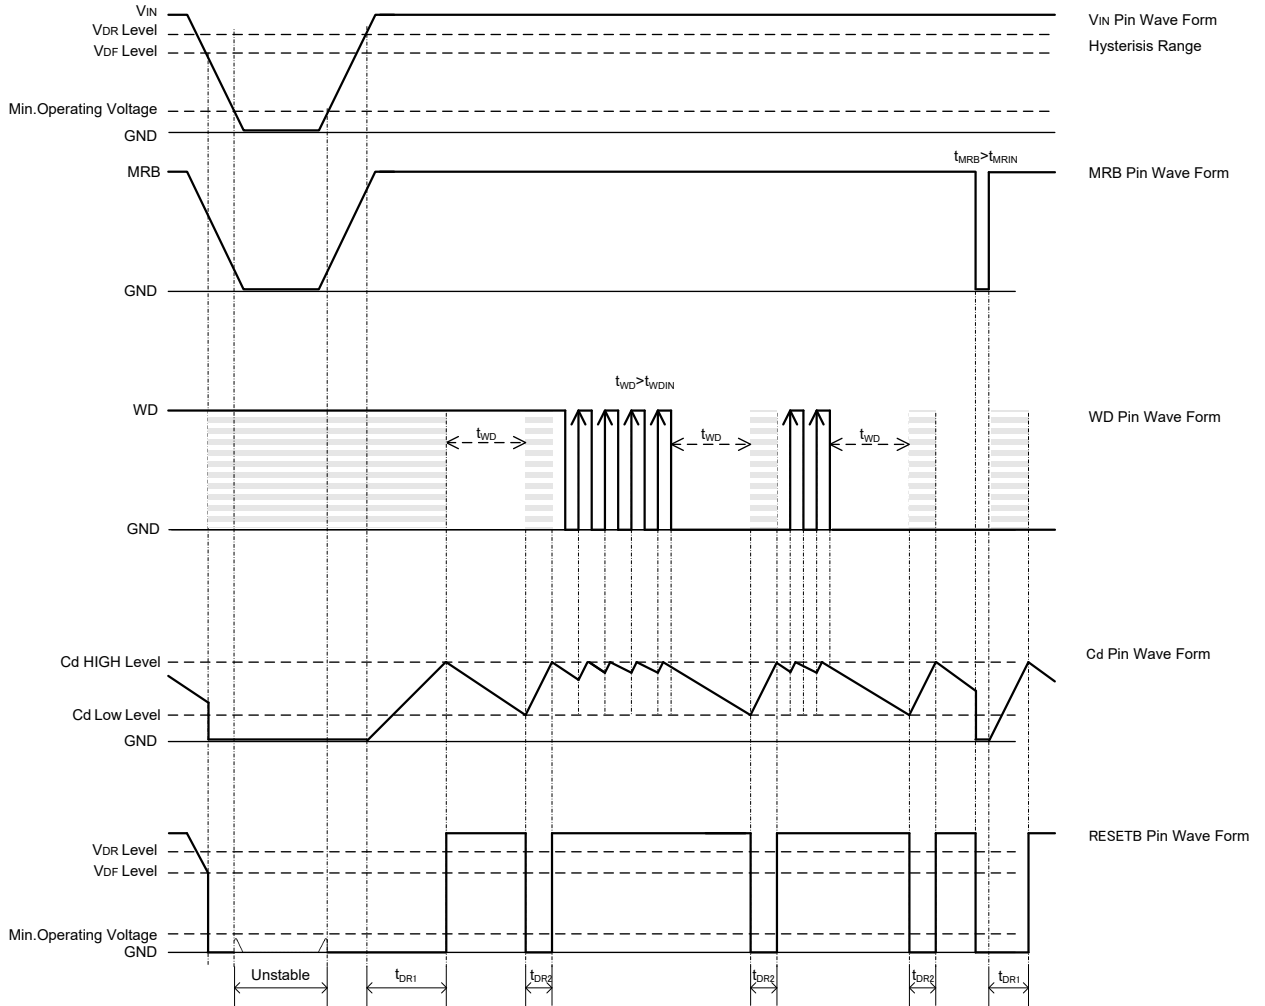 VIN
VIN Pin Wave Form
VDR Level
Hysterisis Range
VDF Level
Min.Operating Voltage
GND
tMRB>tMRIN
MRB
MRB Pin Wave Form
GND
tWD>tWDIN
WD
WD Pin Wave Form
tWD
tWD
tWD
GND
Cd HIGH Level
Cd Pin Wave Form
Cd Low Level
GND
RESETB Pin Wave Form
VDR Level
VDF Level
Min.Operating Voltage
GND
Unstable
tDR1
tDR2
tDR2
tDR2
tDR1